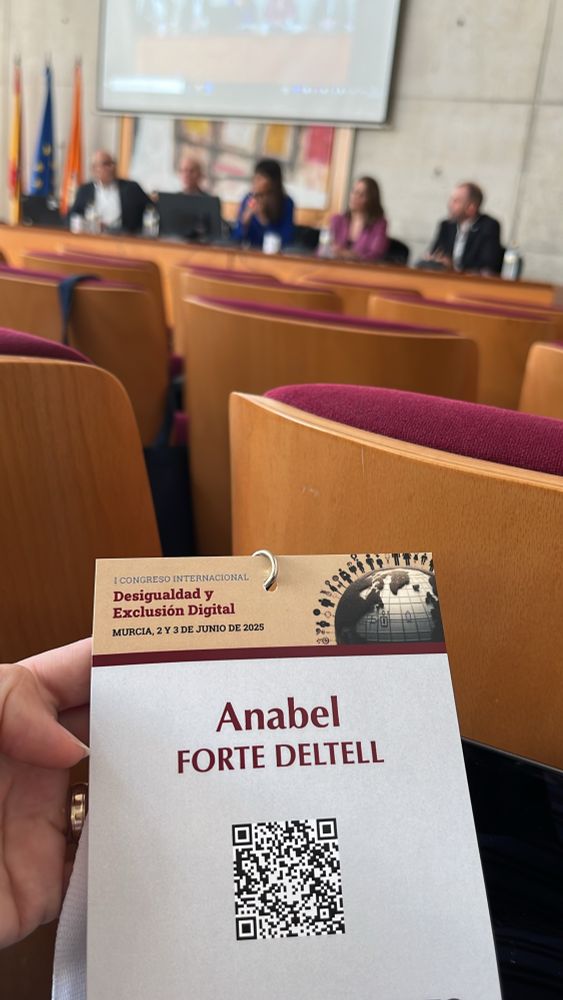 I CONGRESO INTERNACIONAL
Desigualdad y
Exclusión Digital
MURCIA, 2 Y 3 DE JUNIO DE 2025
Anabel
FORTE DELTELL